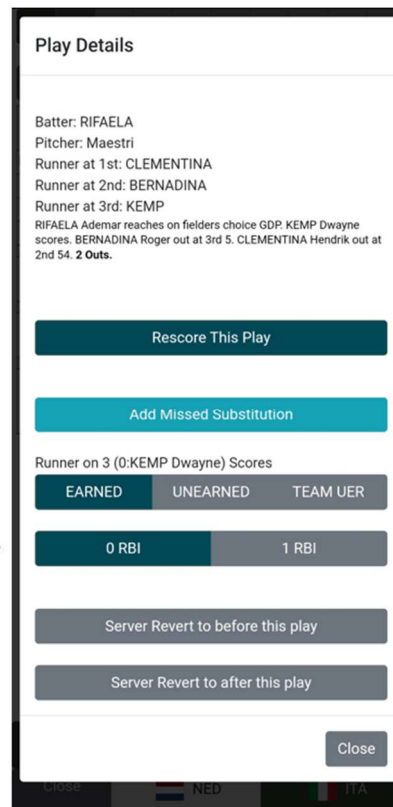 Play Details
Batter: RIFAELA
Pitcher: Maestri
Runner at 1st: CLEMENTINA
Runner at 2nd: BERNADINA
Runner at 3rd: KEMP
RIFAELA Ademar reaches on fielders choice GDP. KEMP Dwayne
scores. BERNADINA Roger out at 3rd 5. CLEMENTINA Hendrik out at
2nd 54. 2 Outs.
Rescore This Play
Add Missed Substitution
Runner on 3 (0:KEMP Dwayne) Scores
EARNED UNEARNED TEAM UER
0 RBI 1 RBI
Server Revert to before this play
Server Revert to after this play
Close
Close NED ITA